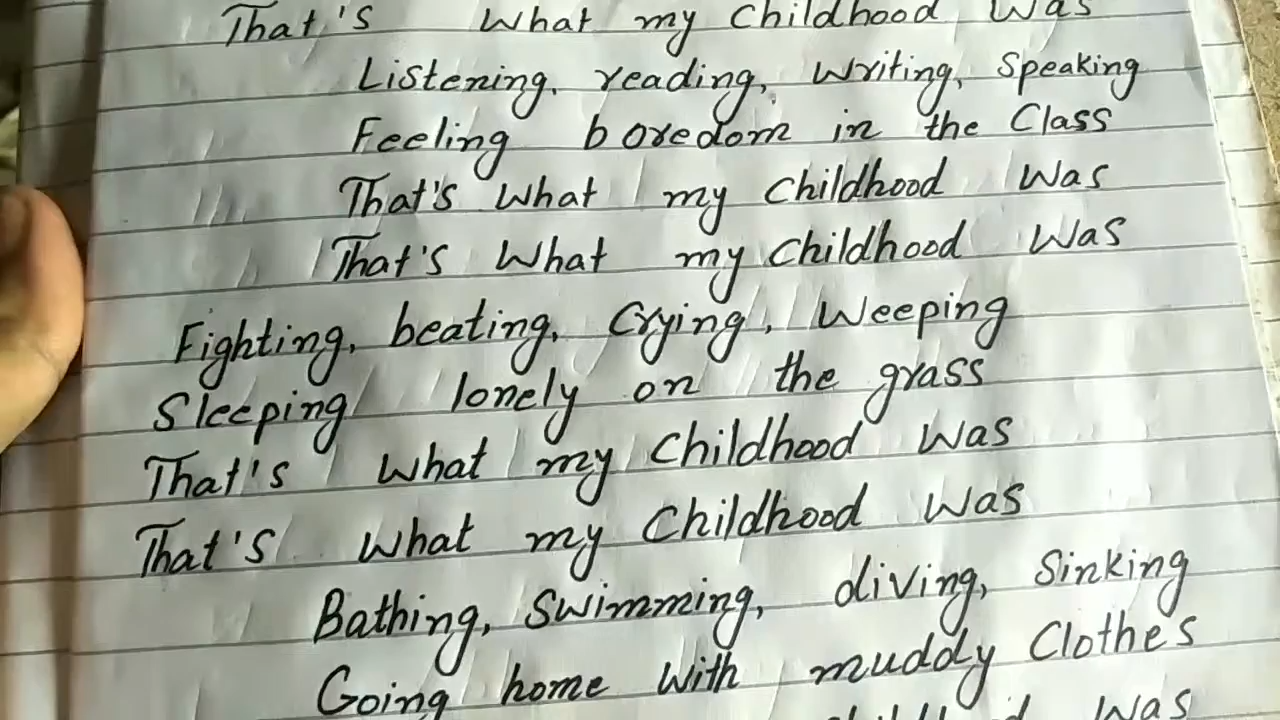 That's What my Childhood Was
Listening, reading, Writing, Speaking
Feeling boredom in the Class
That's What my Childhood Was
That's What my Childhood Was
Fighting, beating, Crying, Weeping
Sleeping lonely on the grass
That's What my Childhood Was
That's What my Childhood Was
Bathing, Swimming, diving, Sinking
Going home With muddy Clothes
Was